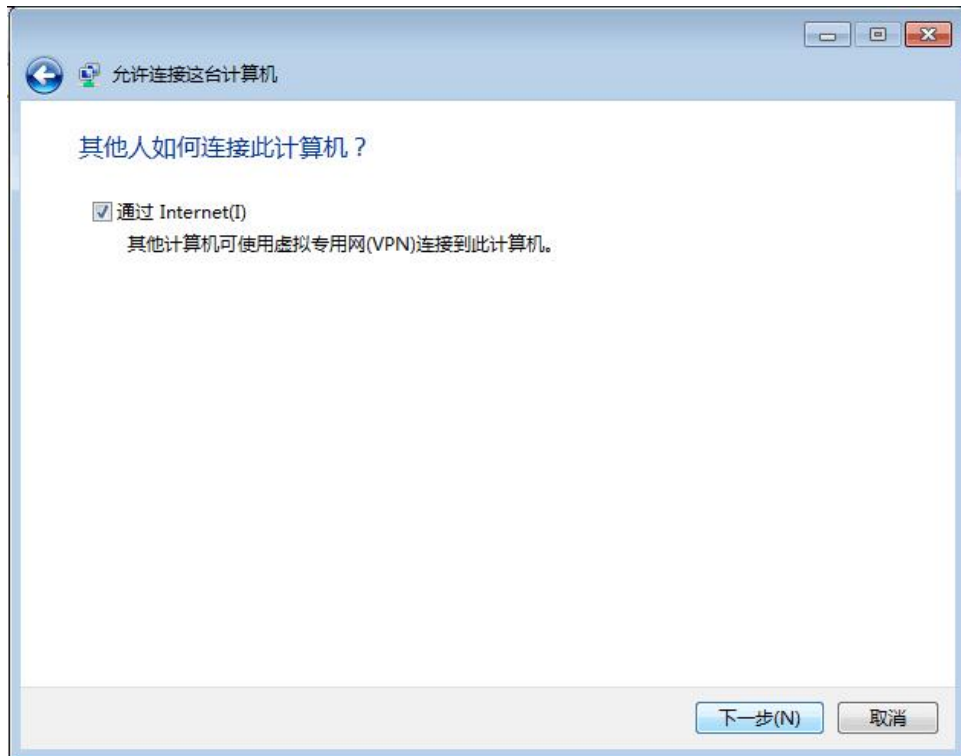 允许连接这台计算机
其他人如何连接此计算机？
通过 Internet(I)
其他计算机可使用虚拟专用网(VPN)连接到此计算机。
下一步(N)
取消